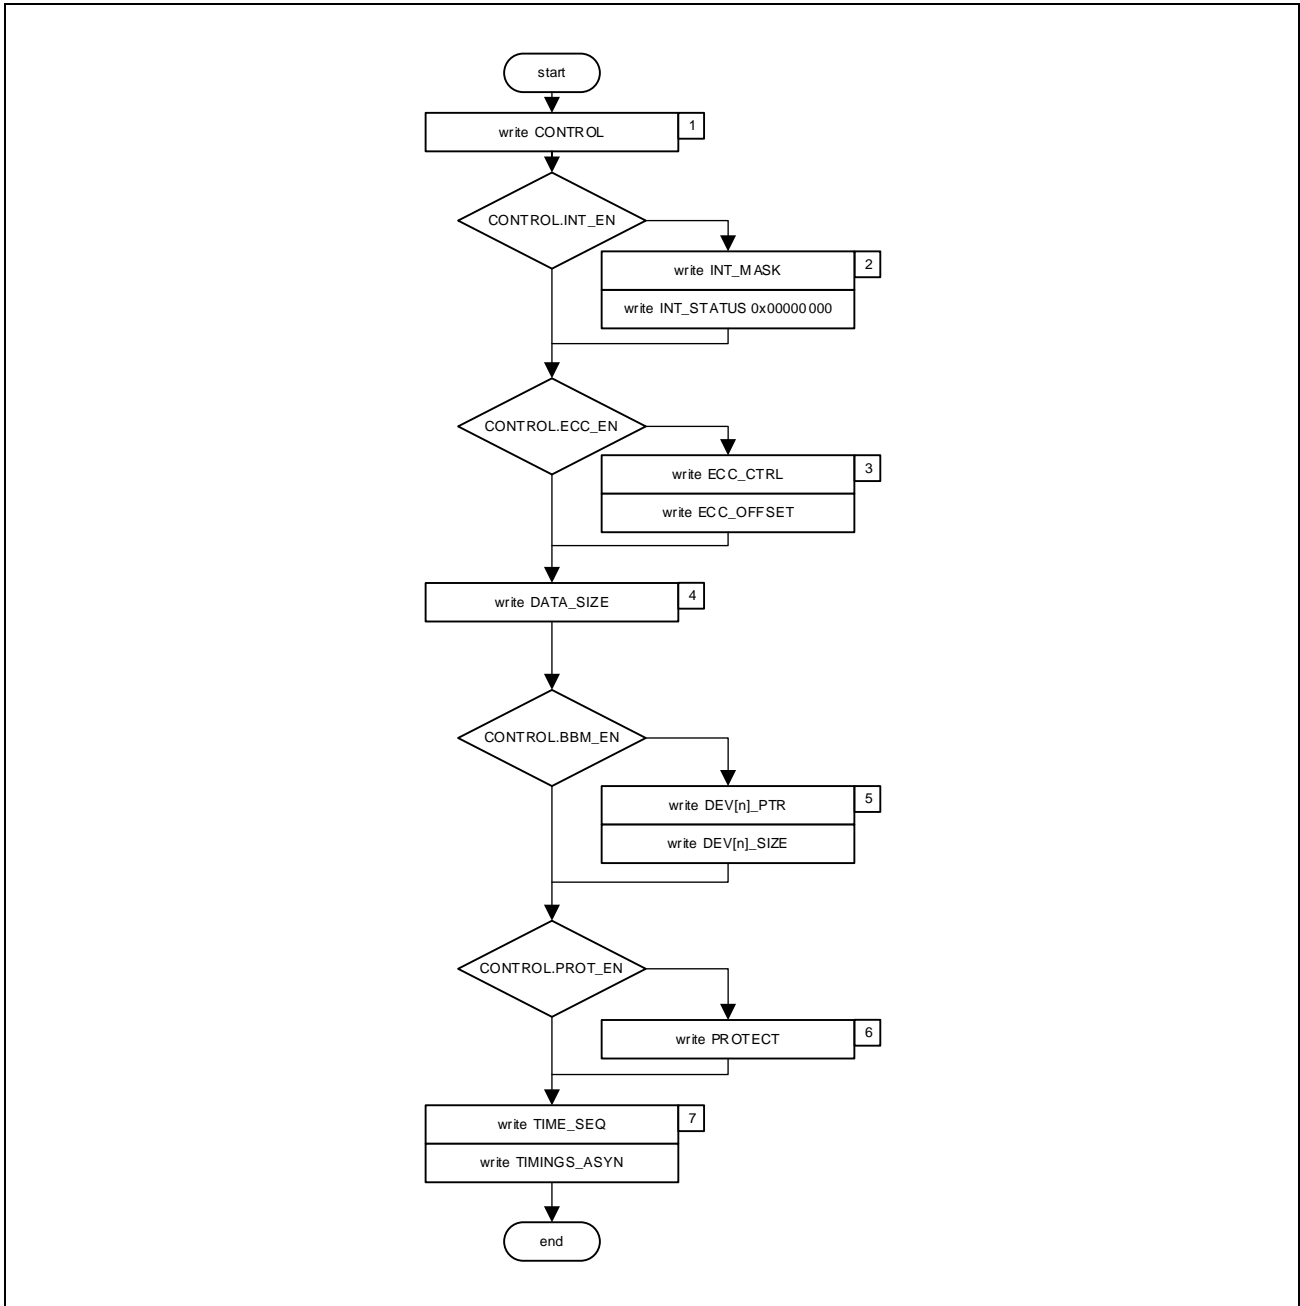 start
write CONTROL
1
CONTROL.INT_EN
write INT_MASK
2
write INT_STATUS 0x00000000
CONTROL.ECC_EN
write ECC_CTRL
3
write ECC_OFFSET
write DATA_SIZE
4
CONTROL.BBM_EN
write DEV[n]_PTR
5
write DEV[n]_SIZE
CONTROL.PROT_EN
write PROTECT
6
write TIME_SEQ
7
write TIMINGS_ASYN
end